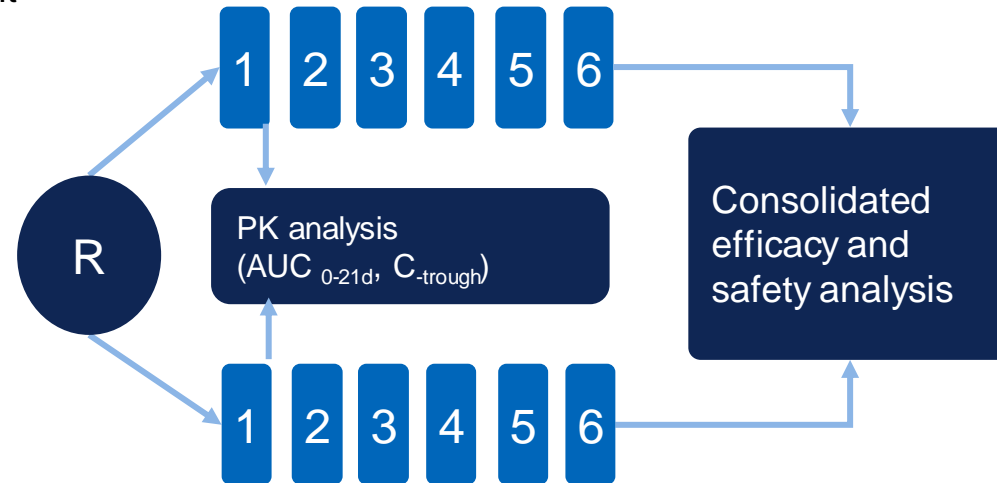 1 2 3 4 5 6
PK analysis
(AUC 0-21d, C-trough)
R
Consolidated
efficacy and
safety analysis
1 2 3 4 5 6